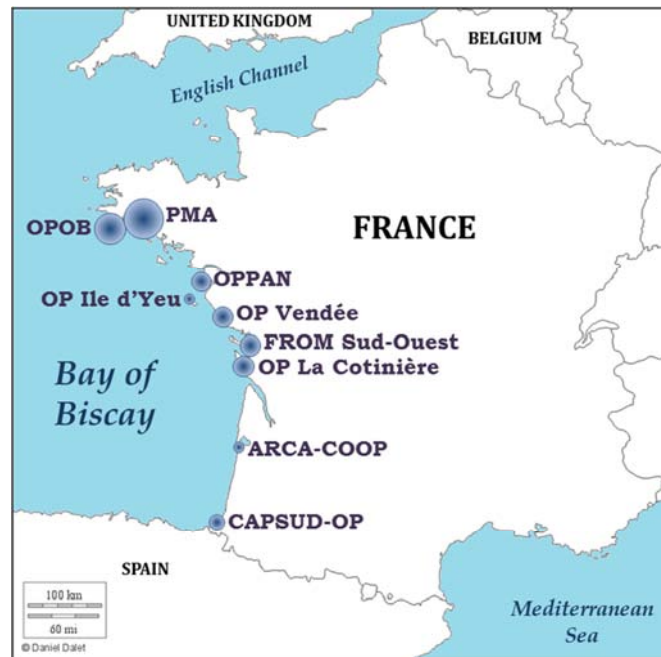 UNITED KINGDOM
BELGIUM
English Channel
PMA
OPOB
FRANCE
OPPAN
OP Ile d'Yeu
OP Vendée
FROM Sud-Ouest
OP La Cotinière
Bay of
Biscay
ARCA-COOP
CAPSUD-OP
SPAIN
100 km
60 mi
© Daniel Dalet
Mediterranean
Sea